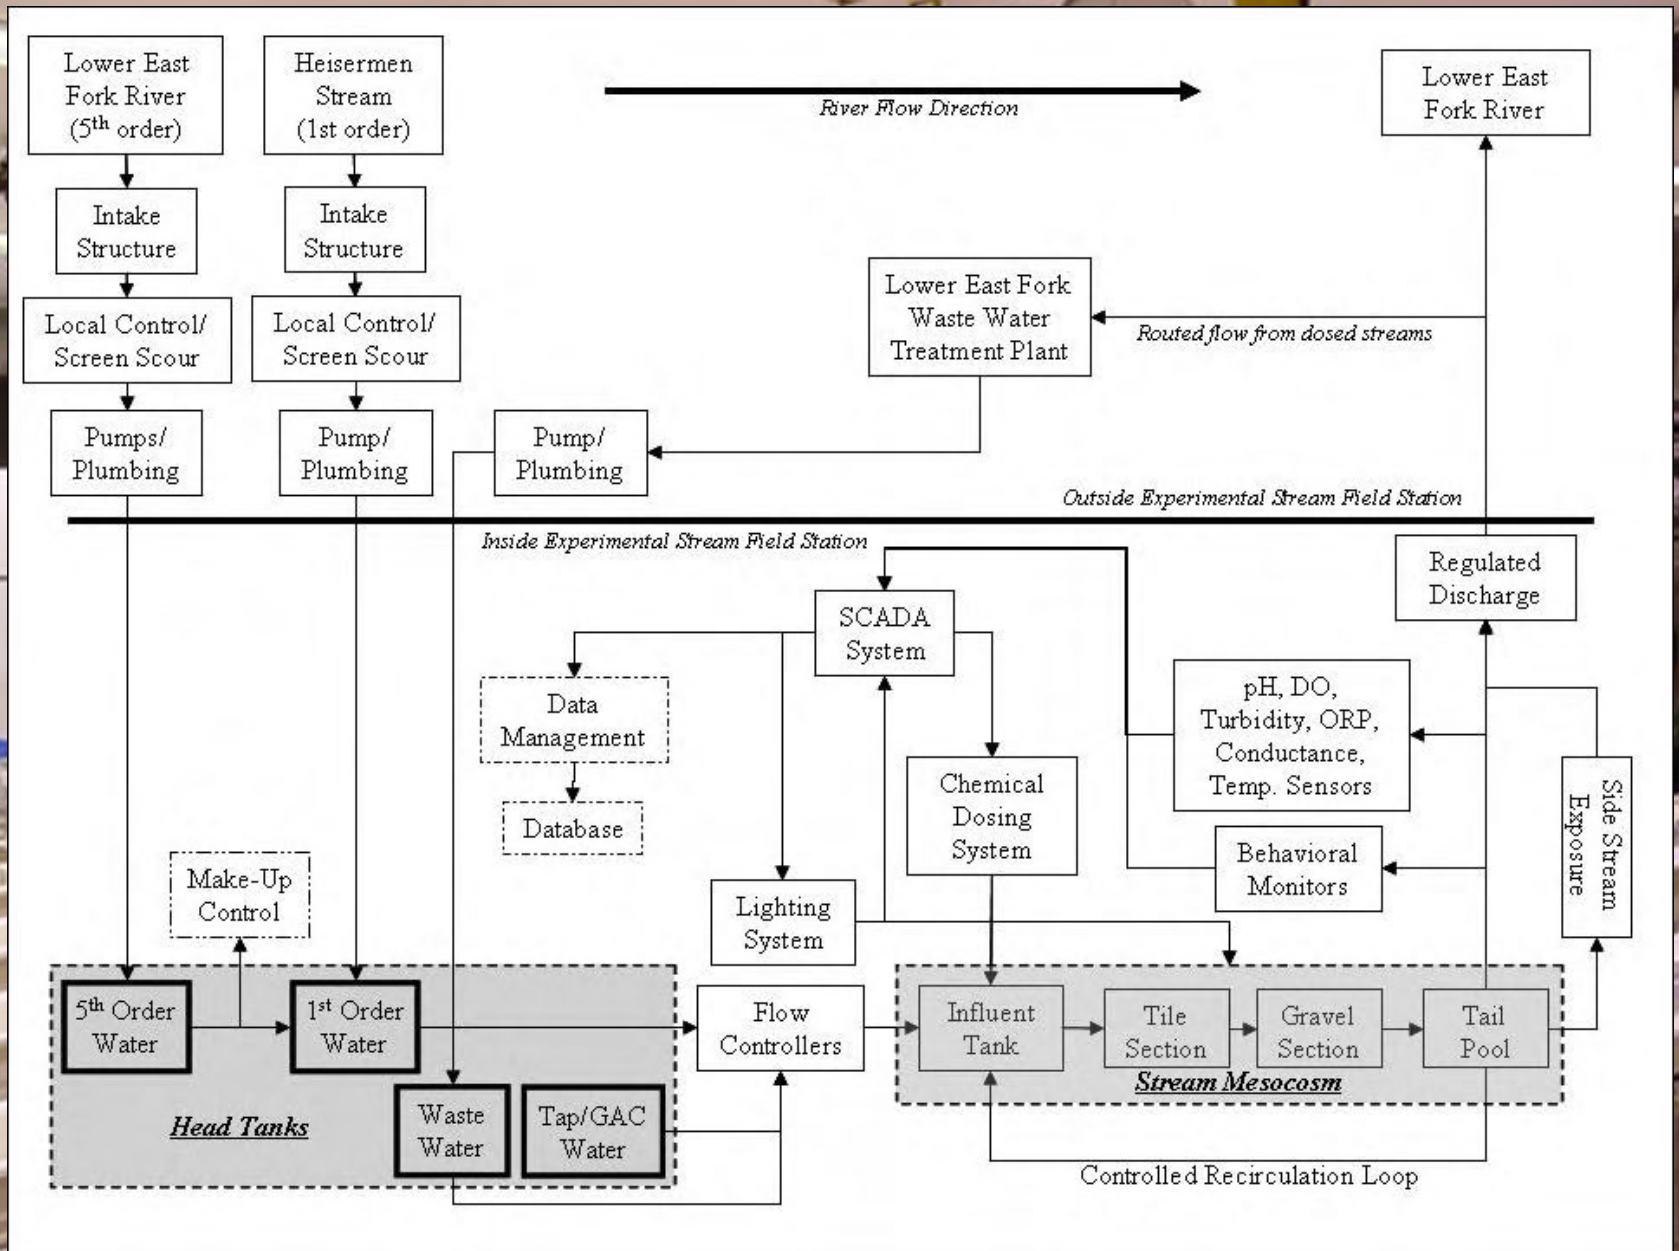 Lower East
Fork River
(5th order)
Heisermen
Stream
(1st order)
River Flow Direction
Lower East
Fork River
Intake
Structure
Intake
Structure
Lower East Fork
Waste Water
Treatment Plant
Routed flow from dosed streams
Local Control/
Screen Scour
Local Control/
Screen Scour
Pumps/
Plumbing
Pump/
Plumbing
Pump/
Plumbing
Outside Experimental Stream Field Station
Inside Experimental Stream Field Station
Regulated
Discharge
SCADA
System
Data
Management
Database
pH, DO,
Turbidity, ORP,
Conductance,
Temp. Sensors
Chemical
Dosing
System
Side Stream
Exposure
Behavioral
Monitors
Make-Up
Control
Lighting
System
5th Order
Water
1st Order
Water
Flow
Controllers
Influent
Tank
Tile
Section
Gravel
Section
Tail
Pool
Stream Mesocosm
Head Tanks
Waste
Water
Tap/GAC
Water
Controlled Recirculation Loop